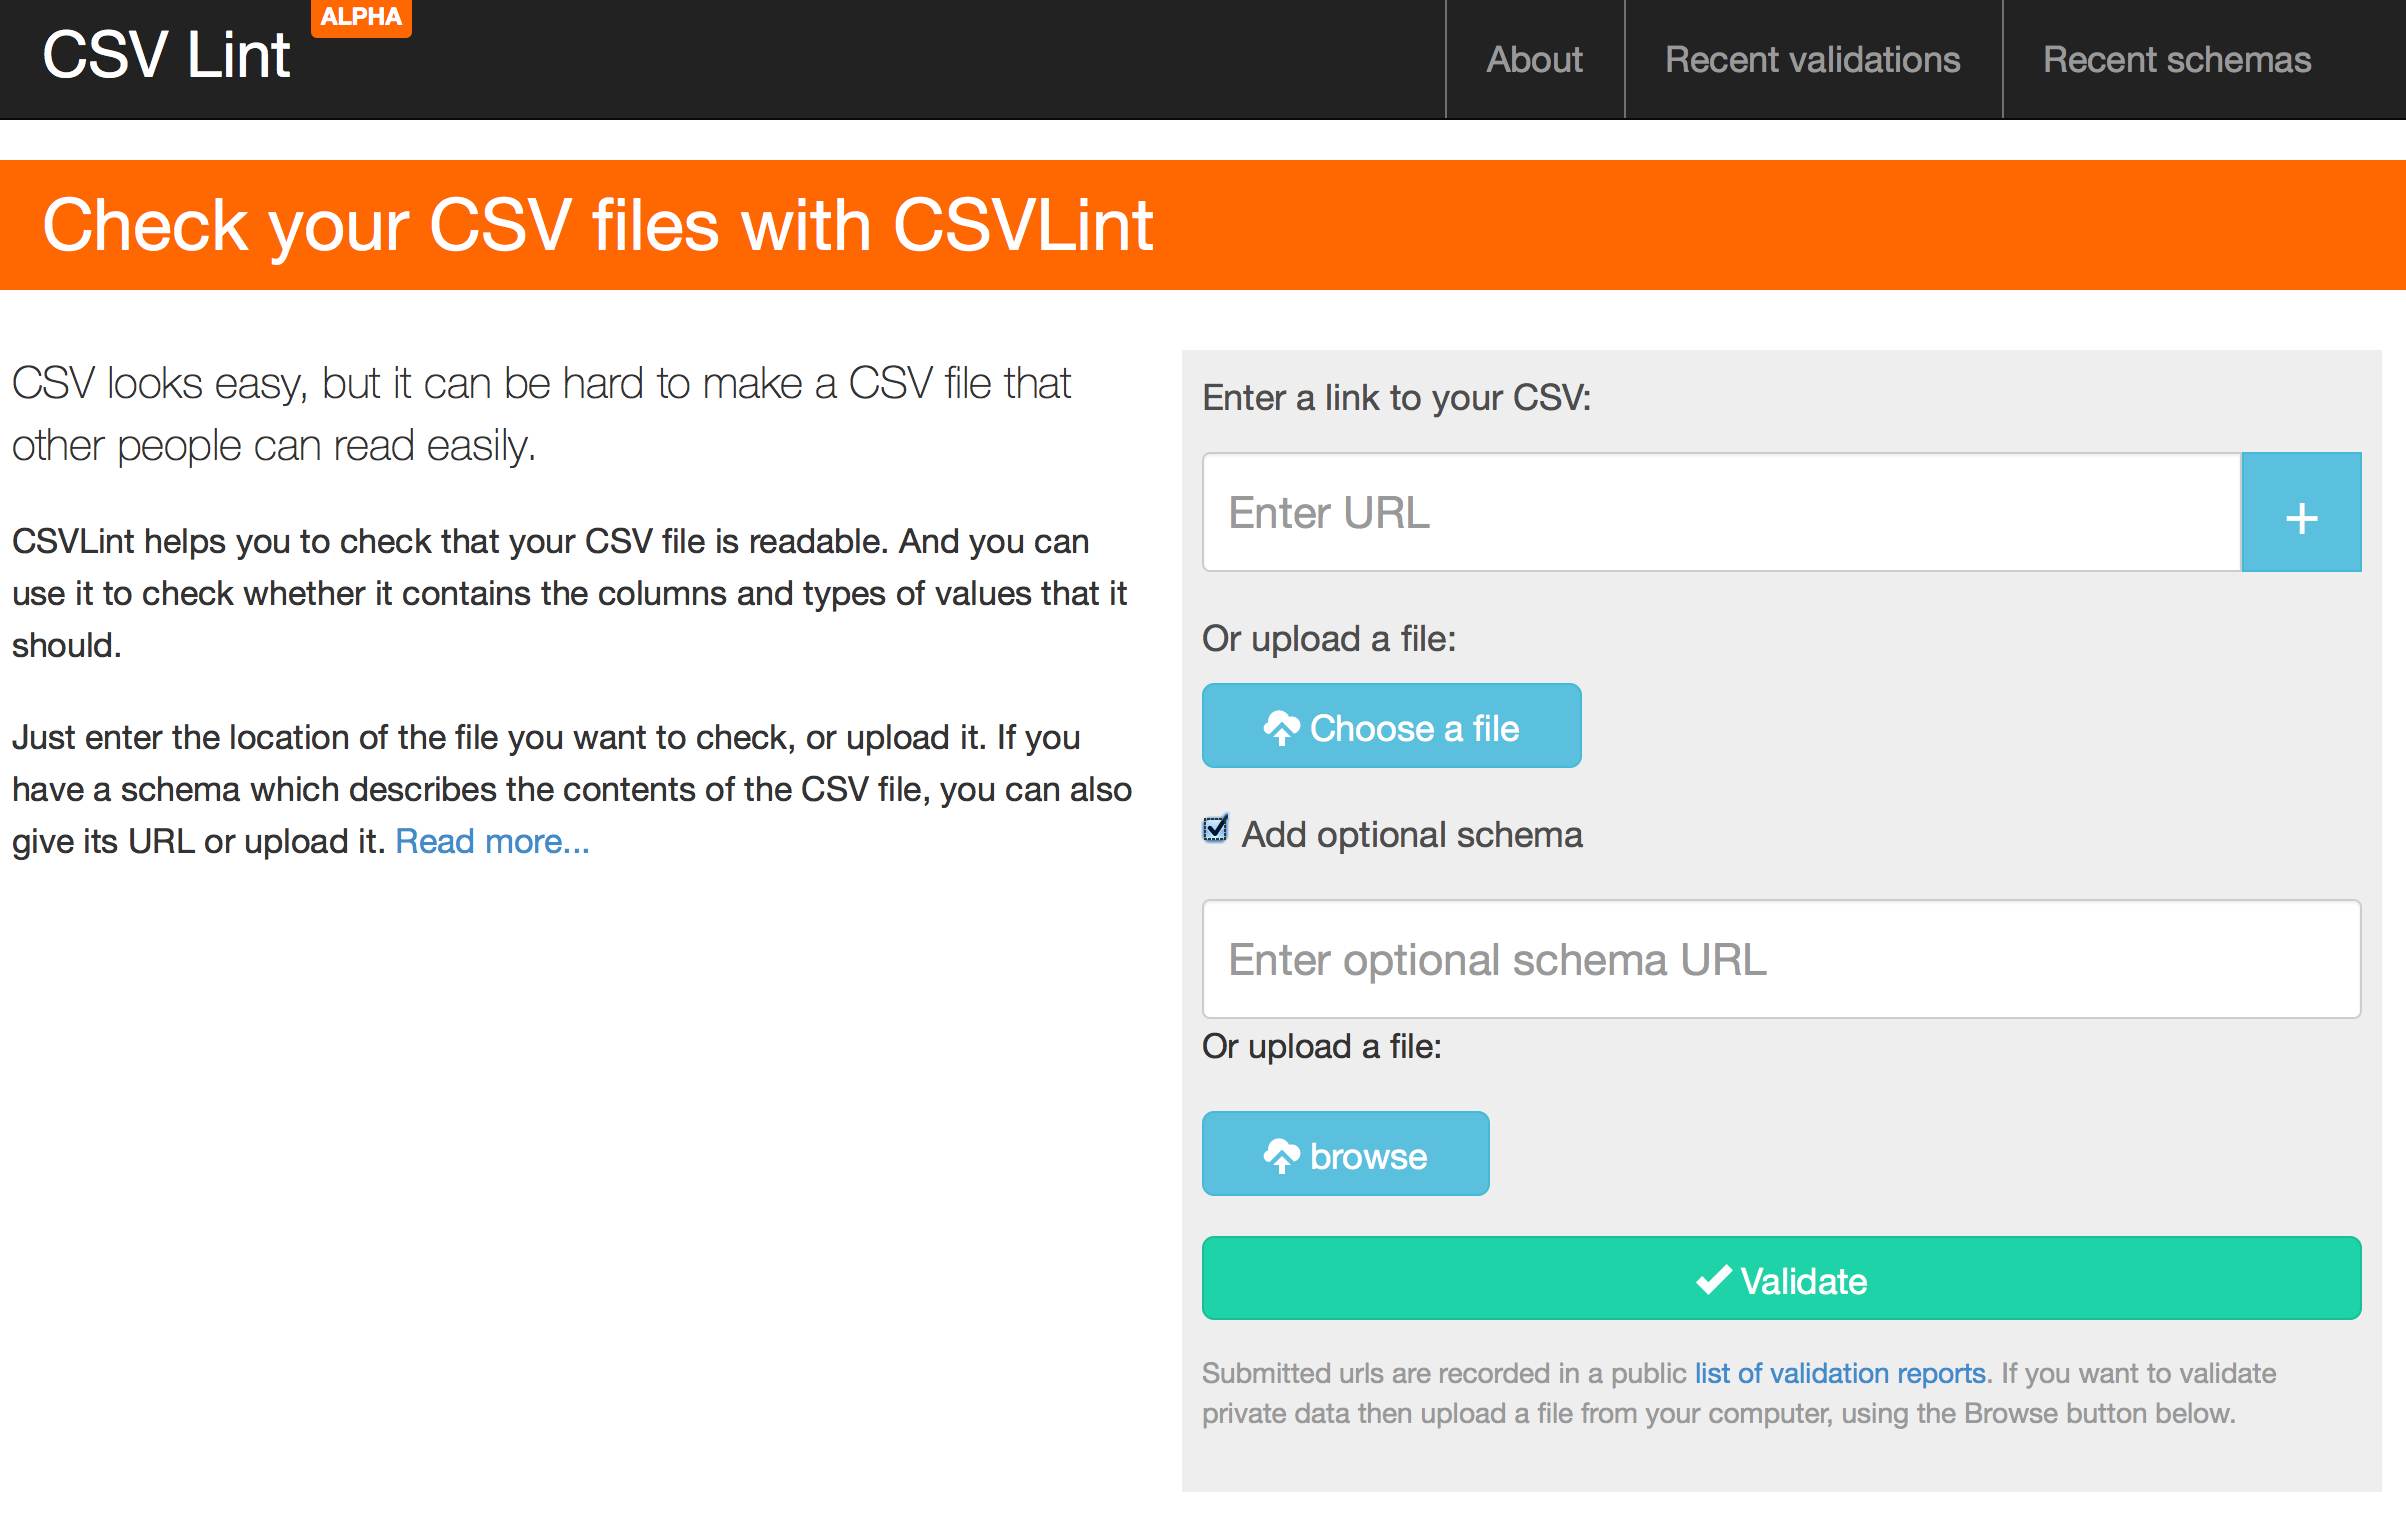 CSV Lint
ALPHA
About
Recent validations
Recent schemas
Check your CSV files with CSVLint
CSV looks easy, but it can be hard to make a CSV file that
other people can read easily.
CSVLint helps you to check that your CSV file is readable. And you can
use it to check whether it contains the columns and types of values that it
should.
Just enter the location of the file you want to check, or upload it. If you
have a schema which describes the contents of the CSV file, you can also
give its URL or upload it. Read more...
Enter a link to your CSV:
Enter URL
+
Or upload a file:
Choose a file
Add optional schema
Enter optional schema URL
Or upload a file:
browse
Validate
Submitted urls are recorded in a public list of validation reports. If you want to validate
private data then upload a file from your computer, using the Browse button below.